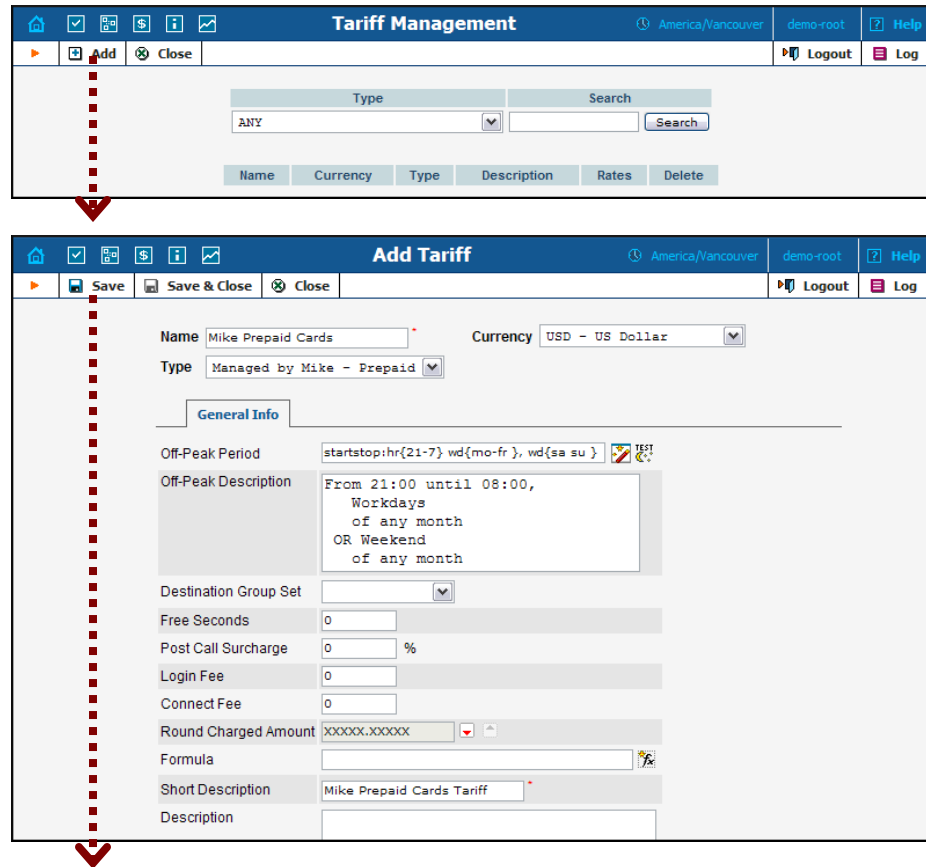 Tariff Management America/Vancouver demo-root ? Help
Add Close Logout Log
Type Search
ANY Search
Name Currency Type Description Rates Delete
Add Tariff America/Vancouver demo-root ? Help
Save Save & Close Close Logout Log
Name Mike Prepaid Cards * Currency USD - US Dollar
Type Managed by Mike - Prepaid
General Info
Off-Peak Period startstop:hr{21-7} wd{mo-fr }, wd{sa su } TEST
Off-Peak Description From 21:00 until 08:00,
Workdays
of any month
OR Weekend
of any month
Destination Group Set
Free Seconds 0
Post Call Surcharge 0 %
Login Fee 0
Connect Fee 0
Round Charged Amount XXXXX.XXXXX
Formula fx
Short Description Mike Prepaid Cards Tariff *
Description